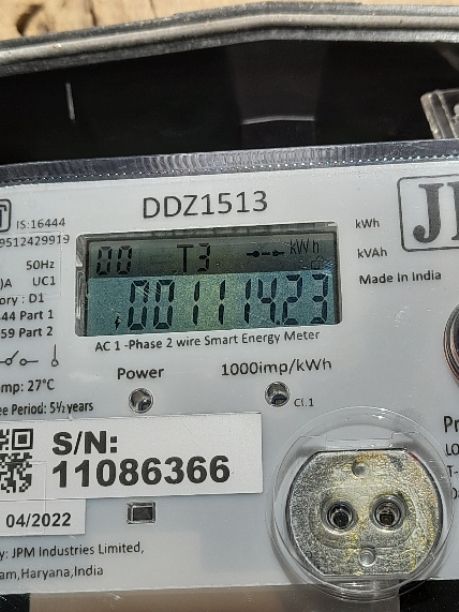 IS:16444
9512429919
DDZ1513
kWh
kVAh
Made in India
50Hz
UC1
ory : D1
44 Part 1
59 Part 2
00 T3 kWh
001114.23
AC 1 -Phase 2 wire Smart Energy Meter
mp: 27°C
ee Period: 5½ years
Power
1000imp/kWh
Cl.1
S/N:
11086366
04/2022
y: JPM Industries Limited,
am,Haryana,India